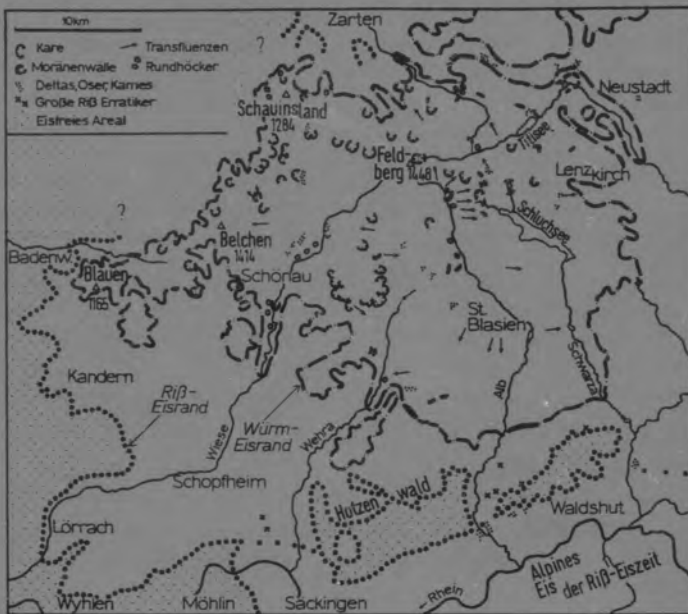 10km
Kare
Transfluenzen
Moränenwälle
Rundhöcker
Deltas, Oser, Kames
Große Riß Erratiker
Eisfreies Areal
?
Zarten
Neustadt
Schauinsland
1284
Titisee
Feldberg 1448
Lenzkirch
?
Schluchsee
Belchen
1414
Badenw.
Blauen
1165
Schönau
St. Blasien
Kandern
Riß-
Eisrand
Würm-
Eisrand
Wiese
Wehra
Alb
Schwarza
Schopfheim
Hotzenwald
Waldshut
Lörrach
Wyhlen
Möhlin
Säckingen
←Rhein
Alpines
Eis der Riß-Eiszeit